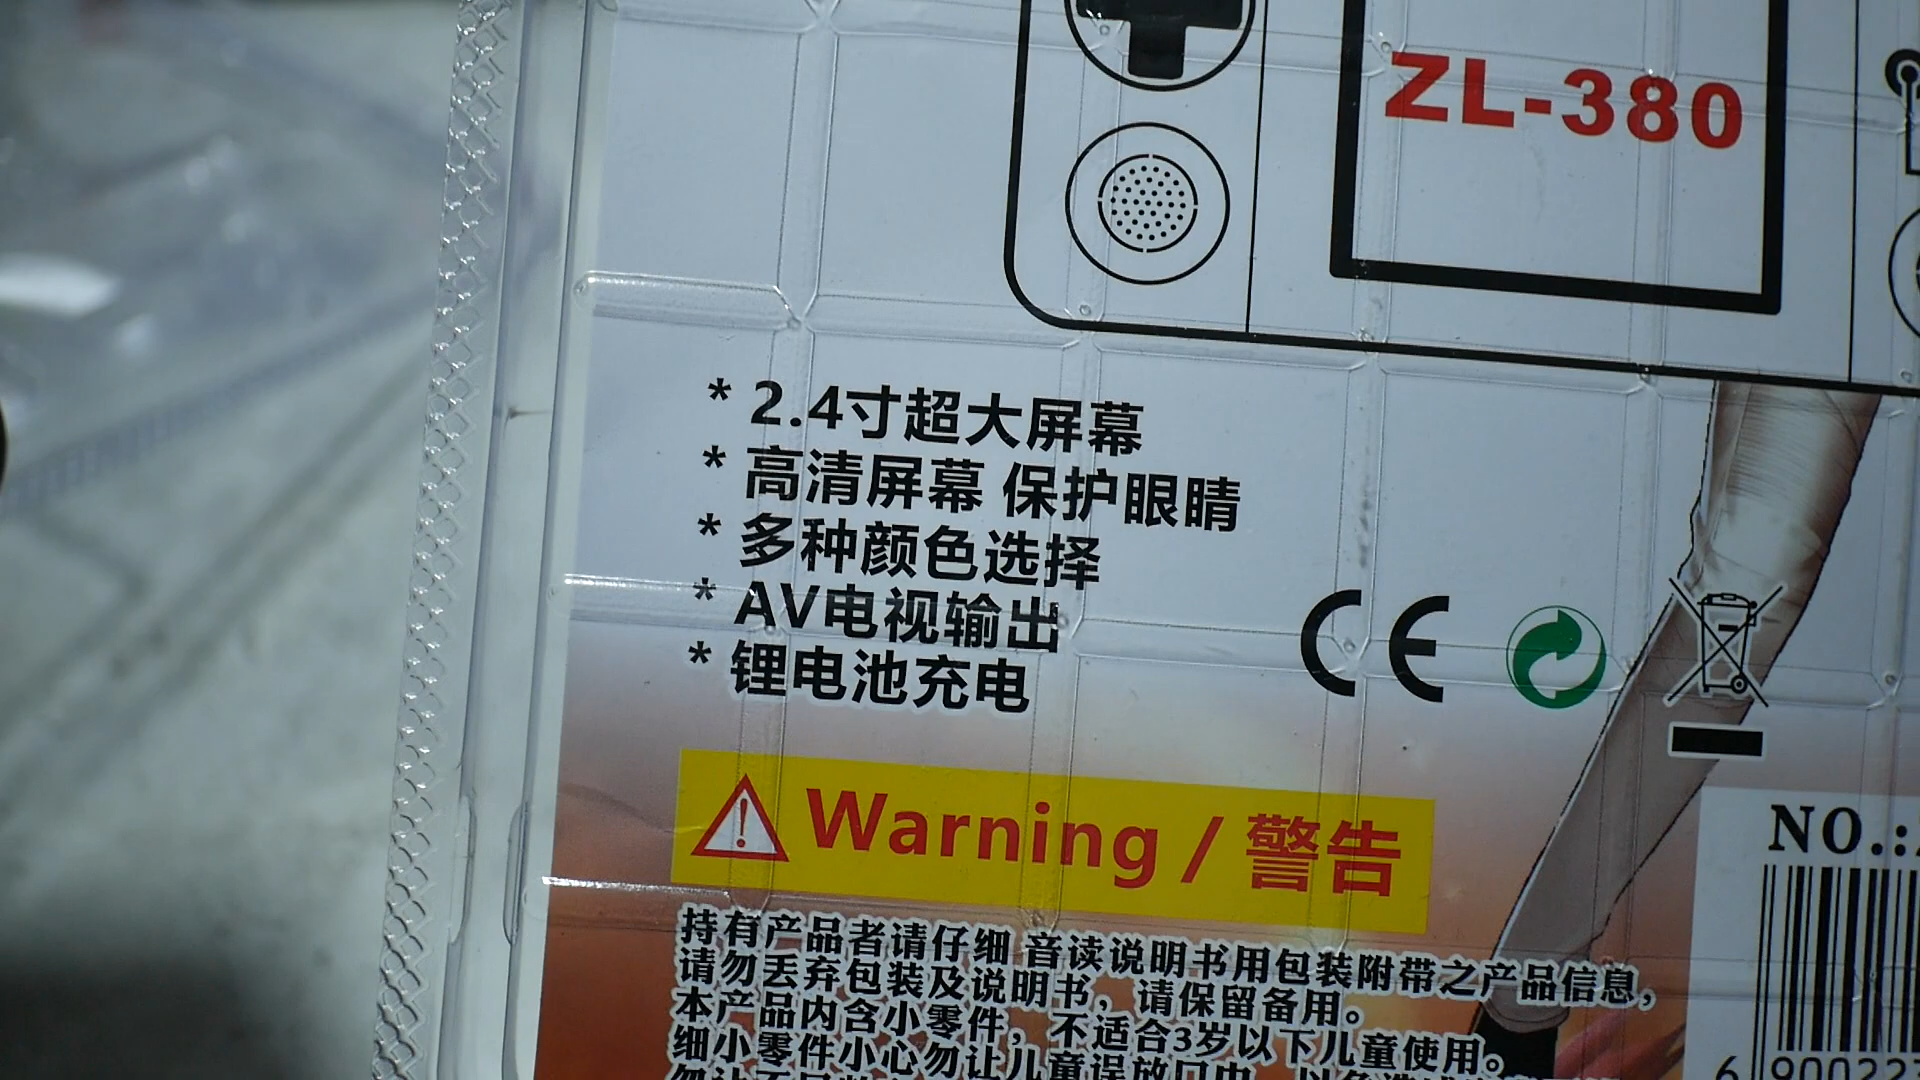 ZL-380
* 2.4寸超大屏幕
* 高清屏幕 保护眼睛
* 多种颜色选择
* AV电视输出
* 锂电池充电
CE
Warning / 警告
NO.:
持有产品者请仔细 音读说明书用包装附带之产品信息,
请勿丢弃包装及说明书, 请保留备用。
本产品内含小零件, 不适合3岁以下儿童使用。
细小零件小心勿让儿童误放口中
6 900223